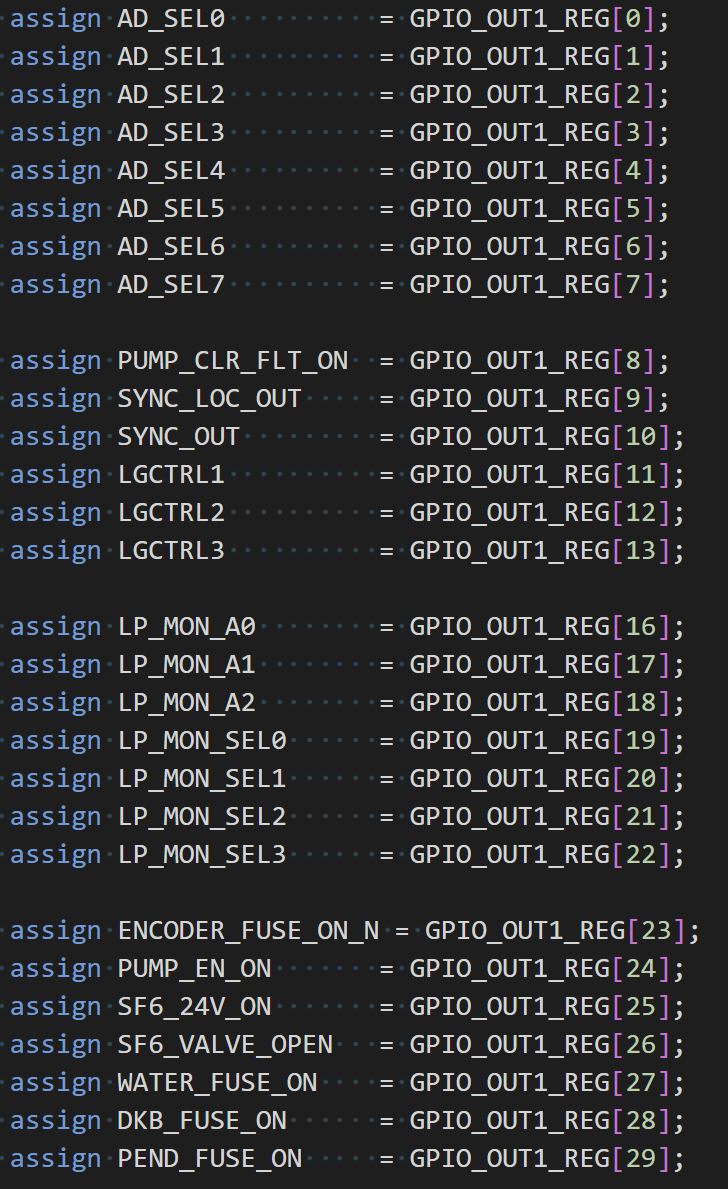 assign AD_SEL0          = GPIO_OUT1_REG[0];
assign AD_SEL1          = GPIO_OUT1_REG[1];
assign AD_SEL2          = GPIO_OUT1_REG[2];
assign AD_SEL3          = GPIO_OUT1_REG[3];
assign AD_SEL4          = GPIO_OUT1_REG[4];
assign AD_SEL5          = GPIO_OUT1_REG[5];
assign AD_SEL6          = GPIO_OUT1_REG[6];
assign AD_SEL7          = GPIO_OUT1_REG[7];

assign PUMP_CLR_FLT_ON  = GPIO_OUT1_REG[8];
assign SYNC_LOC_OUT     = GPIO_OUT1_REG[9];
assign SYNC_OUT         = GPIO_OUT1_REG[10];
assign LGCTRL1          = GPIO_OUT1_REG[11];
assign LGCTRL2          = GPIO_OUT1_REG[12];
assign LGCTRL3          = GPIO_OUT1_REG[13];

assign LP_MON_A0        = GPIO_OUT1_REG[16];
assign LP_MON_A1        = GPIO_OUT1_REG[17];
assign LP_MON_A2        = GPIO_OUT1_REG[18];
assign LP_MON_SEL0      = GPIO_OUT1_REG[19];
assign LP_MON_SEL1      = GPIO_OUT1_REG[20];
assign LP_MON_SEL2      = GPIO_OUT1_REG[21];
assign LP_MON_SEL3      = GPIO_OUT1_REG[22];

assign ENCODER_FUSE_ON_N = GPIO_OUT1_REG[23];
assign PUMP_EN_ON       = GPIO_OUT1_REG[24];
assign SF6_24V_ON       = GPIO_OUT1_REG[25];
assign SF6_VALVE_OPEN   = GPIO_OUT1_REG[26];
assign WATER_FUSE_ON    = GPIO_OUT1_REG[27];
assign DKB_FUSE_ON      = GPIO_OUT1_REG[28];
assign PEND_FUSE_ON     = GPIO_OUT1_REG[29];